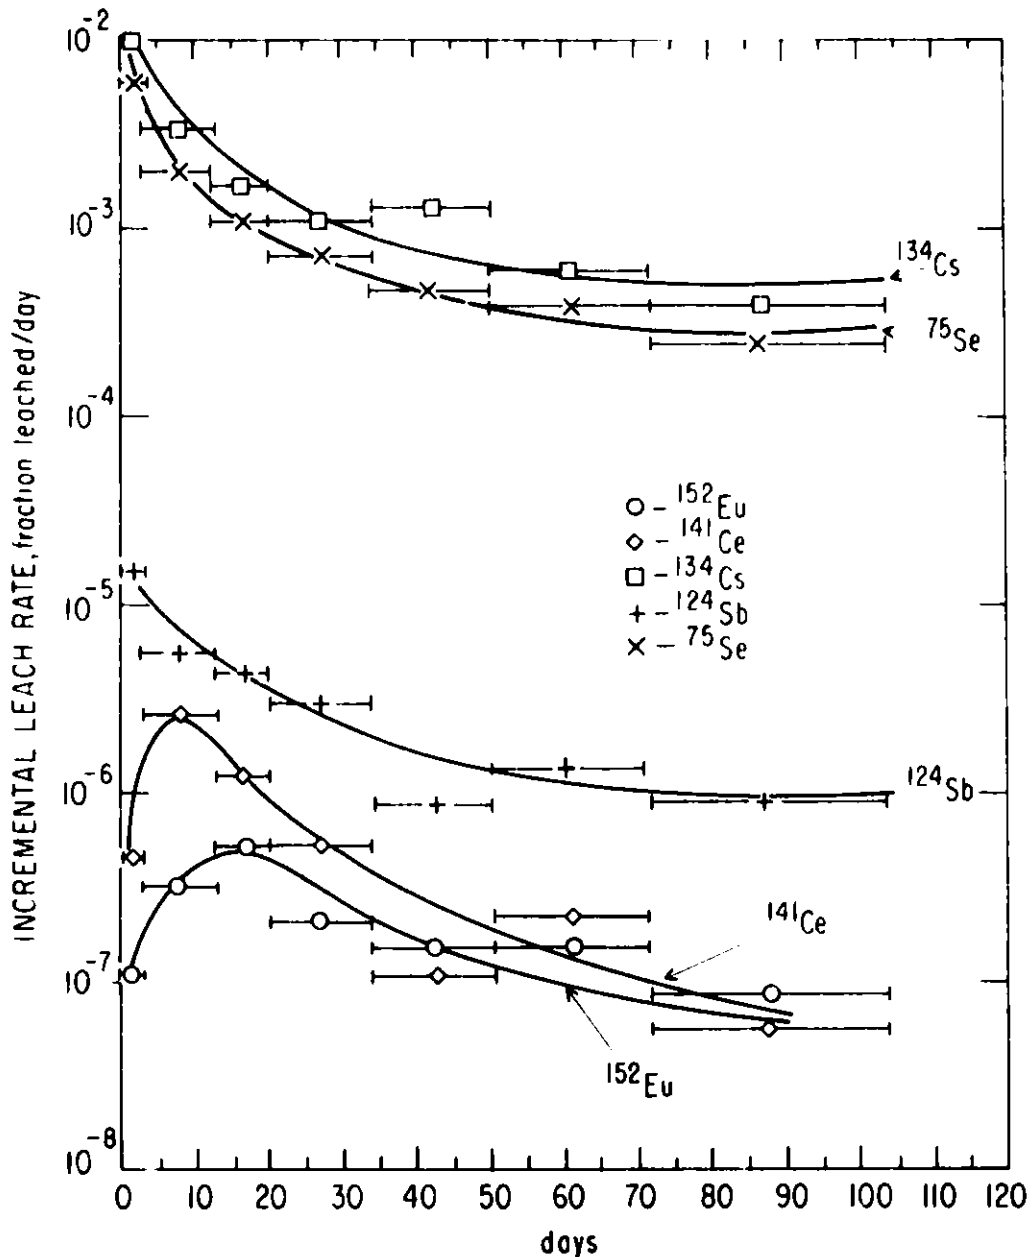 INCREMENTAL LEACH RATE, fraction leached/day
10⁻²
10⁻³
10⁻⁴
10⁻⁵
10⁻⁶
10⁻⁷
10⁻⁸
¹³⁴Cs
⁷⁵Se
○ - ¹⁵²Eu
◇ - ¹⁴¹Ce
□ - ¹³⁴Cs
+ - ¹²⁴Sb
× - ⁷⁵Se
¹²⁴Sb
¹⁴¹Ce
¹⁵²Eu
0 10 20 30 40 50 60 70 80 90 100 110 120
days